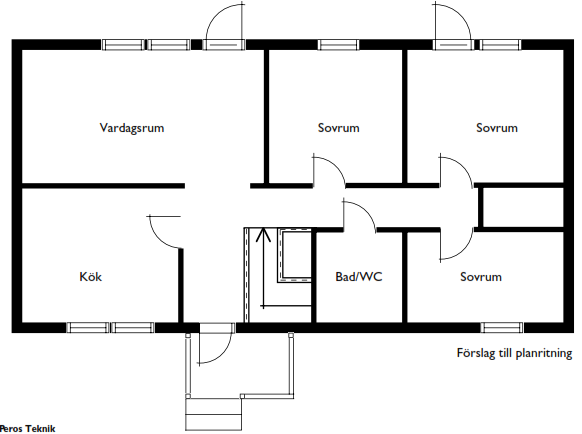 Vardagsrum
Sovrum
Sovrum
Kök
Bad/WC
Sovrum
Förslag till planritning
Peros Teknik